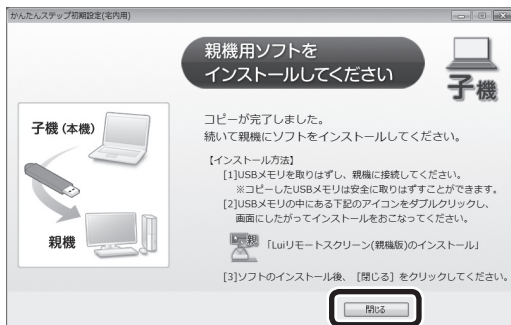 かんたんステップ初期設定(宅内用)
親機用ソフトを
インストールしてください
子機
子機 (本機)
親機
コピーが完了しました。
続いて親機にソフトをインストールしてください。
【インストール方法】
[1]USBメモリを取りはずし、親機に接続してください。
※コピーしたUSBメモリは安全に取りはずすことができます。
[2]USBメモリの中にある下記のアイコンをダブルクリックし、
画面にしたがってインストールをおこなってください。
親
「Luiリモートスクリーン(親機版)のインストール」
[3]ソフトのインストール後、[閉じる] をクリックしてください。
閉じる